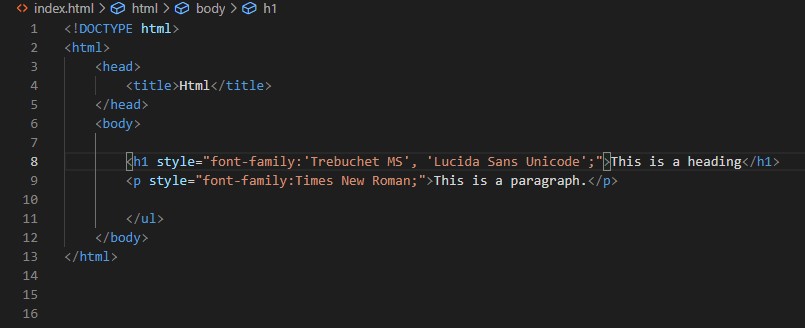 index.html > html > body > h1
1 <!DOCTYPE html>
2 <html>
3     <head>
4         <title>Html</title>
5     </head>
6     <body>
7
8         <h1 style="font-family:'Trebuchet MS', 'Lucida Sans Unicode';">This is a heading</h1>
9         <p style="font-family:Times New Roman;">This is a paragraph.</p>
10
11         </ul>
12     </body>
13 </html>
14
15
16